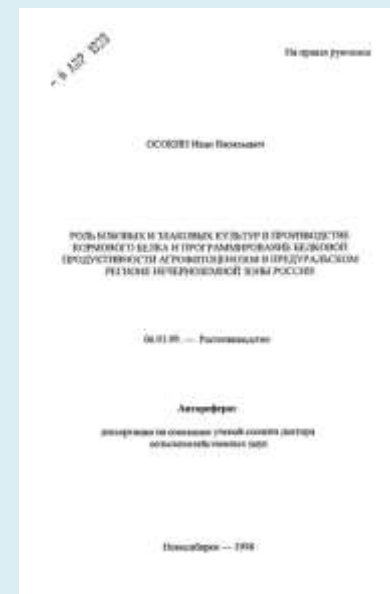 На правах рукописи
ОСОКИН Иван Васильевич
РОЛЬ БОБОВЫХ И ЗЛАКОВЫХ КУЛЬТУР В ПРОИЗВОДСТВЕ
КОРМОВОГО БЕЛКА И ПРОГРАММИРОВАНИЕ БЕЛКОВОЙ
ПРОДУКТИВНОСТИ АГРОФИТОЦЕНОЗОВ В ПРЕДУРАЛЬСКОМ
РЕГИОНЕ НЕЧЕРНОЗЕМНОЙ ЗОНЫ РОССИИ
06.01.09. — Растениеводство
Автореферат
диссертации на соискание ученой степени доктора
сельскохозяйственных наук
Новосибирск — 1998